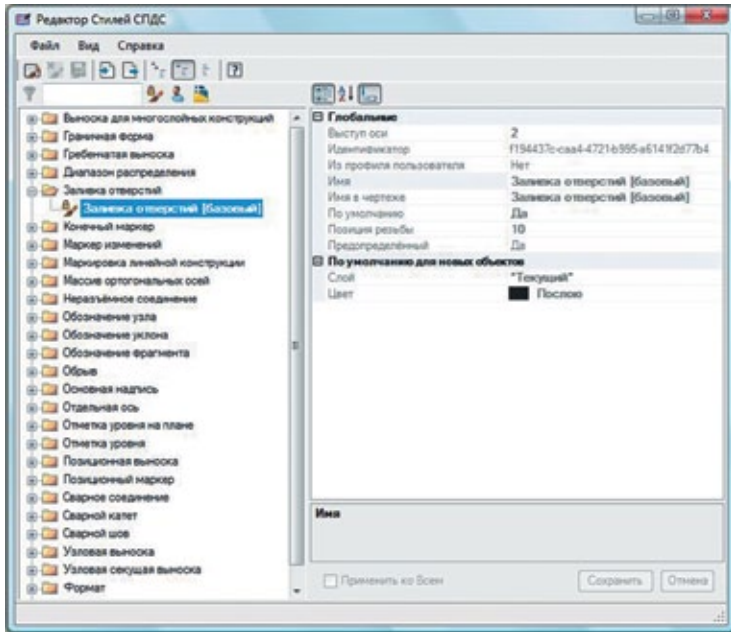 Редактор Стилей СПДС
Файл Вид Справка
Выноска для многослойных конструкций
Граничная форма
Гребенчатая выноска
Диапазон распределения
Заливка отверстий
Заливка отверстий [базовый]
Конечный маркер
Маркер изменений
Маркировка линейной конструкции
Массив ортогональных осей
Неразъёмное соединение
Обозначение узла
Обозначение уклона
Обозначение фрагмента
Обрыв
Основная надпись
Отдельная ось
Отметка уровня на плане
Отметка уровня
Позиционная выноска
Позиционный маркер
Сварное соединение
Сварной катет
Сварной шов
Узловая выноска
Узловая секущая выноска
Формат
Глобальные
Выступ оси 2
Идентификатор f194437c-caa4-4721-b995-a6141f2d77b4
Из профиля пользователя Нет
Имя Заливка отверстий [базовый]
Имя в чертеже Заливка отверстий [базовый]
По умолчанию Да
Позиция резьбы 10
Предопределённый Да
По умолчанию для новых объектов
Слой "Текущий"
Цвет Послою
Имя
Применить ко Всем Сохранить Отмена